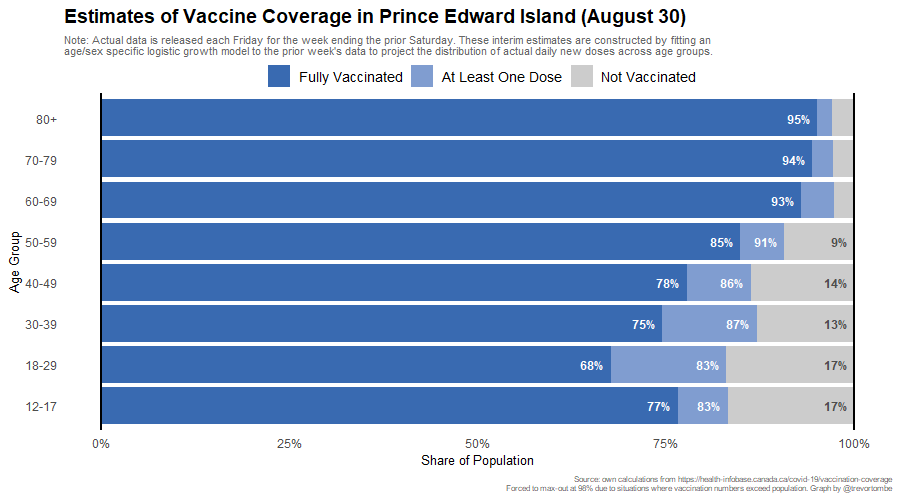 Estimates of Vaccine Coverage in Prince Edward Island (August 30)
Note: Actual data is released each Friday for the week ending the prior Saturday. These interim estimates are constructed by fitting an
age/sex specific logistic growth model to the prior week's data to project the distribution of actual daily new doses across age groups.
Fully Vaccinated At Least One Dose Not Vaccinated
80+ 95%
70-79 94%
60-69 93%
50-59 85% 91% 9%
Age Group
40-49 78% 86% 14%
30-39 75% 87% 13%
18-29 68% 83% 17%
12-17 77% 83% 17%
0% 25% 50% 75% 100%
Share of Population
Source: own calculations from https://health-infobase.canada.ca/covid-19/vaccination-coverage
Forced to max-out at 98% due to situations where vaccination numbers exceed population. Graph by @trevortombe